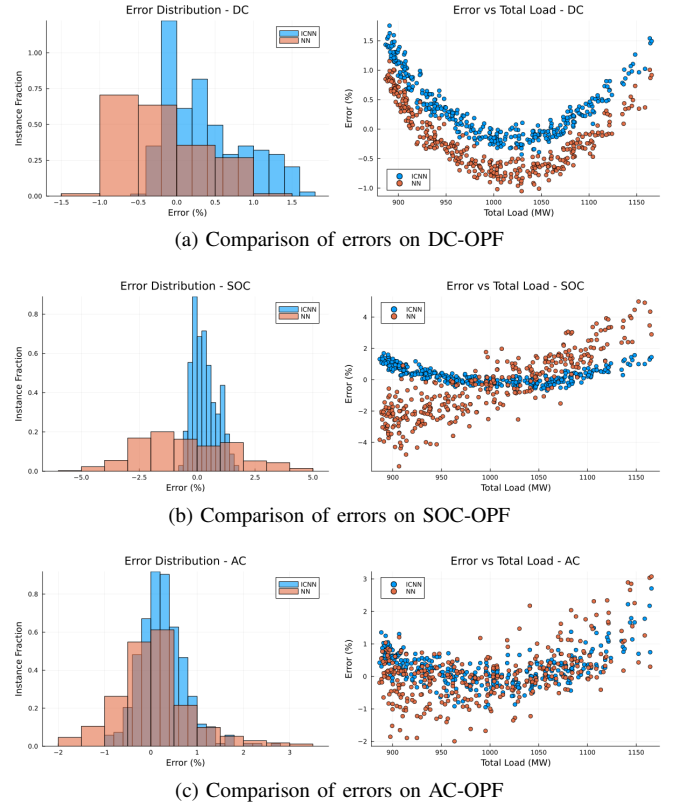 Error Distribution - DC
Instance Fraction
1.00
0.75
0.50
0.25
0.00
ICNN
NN
−1.5 −1.0 −0.5 0.0 0.5 1.0 1.5
Error (%)
Error vs Total Load - DC
Error (%)
1.5
1.0
0.5
0.0
−0.5
−1.0
ICNN
NN
900 950 1000 1050 1100 1150
Total Load (MW)
(a) Comparison of errors on DC-OPF
Error Distribution - SOC
Instance Fraction
0.8
0.6
0.4
0.2
0.0
ICNN
NN
−5.0 −2.5 0.0 2.5 5.0
Error (%)
Error vs Total Load - SOC
Error (%)
4
2
0
−2
−4
ICNN
NN
900 950 1000 1050 1100 1150
Total Load (MW)
(b) Comparison of errors on SOC-OPF
Error Distribution - AC
Instance Fraction
0.8
0.6
0.4
0.2
0.0
ICNN
NN
−2 −1 0 1 2 3
Error (%)
Error vs Total Load - AC
Error (%)
3
2
1
0
−1
−2
ICNN
NN
900 950 1000 1050 1100 1150
Total Load (MW)
(c) Comparison of errors on AC-OPF